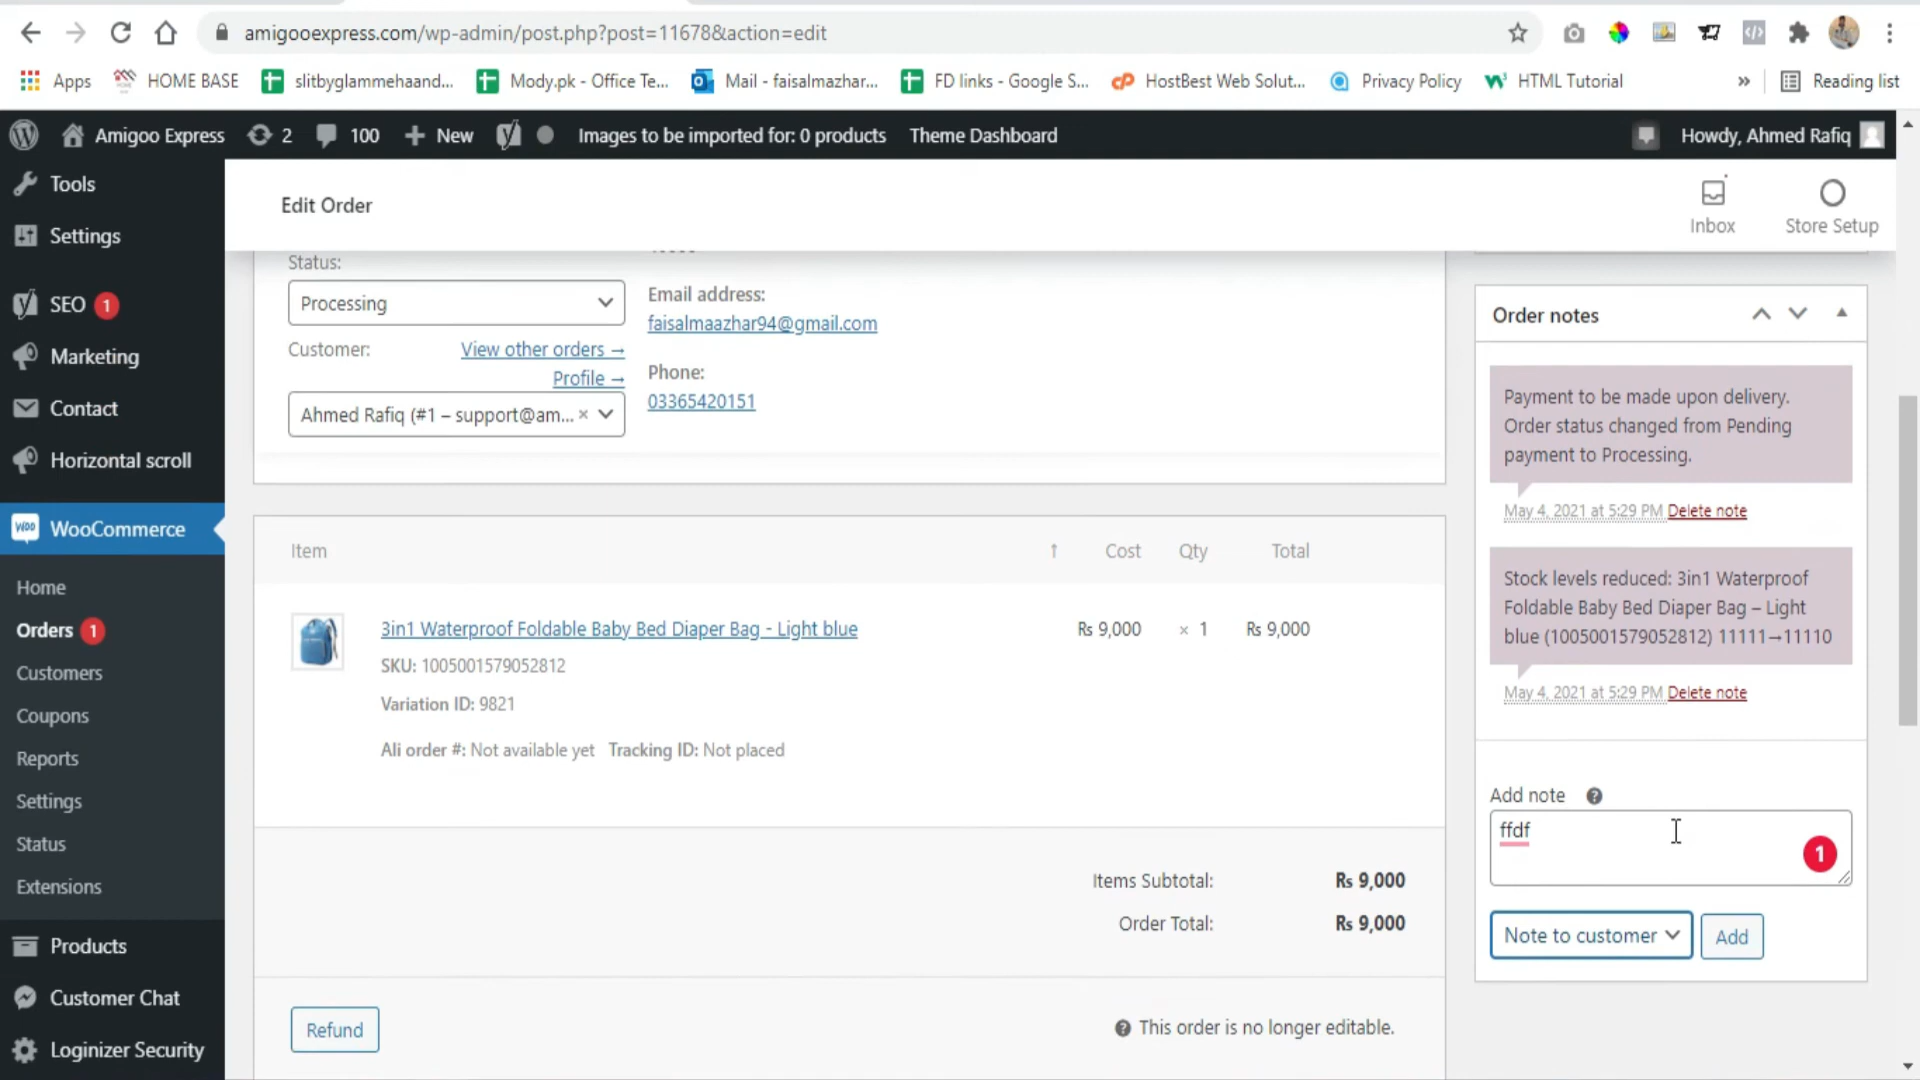 amigooexpress.com/wp-admin/post.php?post=11678&action=edit
Apps HOME BASE slitbyglammehaand... Mody.pk - Office Te... Mail - faisalmazhar... FD links - Google S... HostBest Web Solut... Privacy Policy HTML Tutorial » Reading list
Amigoo Express 2 100 New Images to be imported for: 0 products Theme Dashboard Howdy, Ahmed Rafiq
Tools
Settings
SEO 1
Marketing
Contact
Horizontal scroll
WooCommerce
Home
Orders 1
Customers
Coupons
Reports
Settings
Status
Extensions
Products
Customer Chat
Loginizer Security
Edit Order
Inbox
Store Setup
Status:
Processing
Customer: View other orders →
Profile →
Ahmed Rafiq (#1 – support@am... ×
Email address:
faisalmaazhar94@gmail.com
Phone:
03365420151
Item ↑ Cost Qty Total
3in1 Waterproof Foldable Baby Bed Diaper Bag - Light blue Rs 9,000 × 1 Rs 9,000
SKU: 1005001579052812
Variation ID: 9821
Ali order #: Not available yet Tracking ID: Not placed
Items Subtotal: Rs 9,000
Order Total: Rs 9,000
Refund
This order is no longer editable.
Order notes
Payment to be made upon delivery.
Order status changed from Pending
payment to Processing.
May 4, 2021 at 5:29 PM Delete note
Stock levels reduced: 3in1 Waterproof
Foldable Baby Bed Diaper Bag – Light
blue (1005001579052812) 11111→11110
May 4, 2021 at 5:29 PM Delete note
Add note
ffdf
1
Note to customer Add